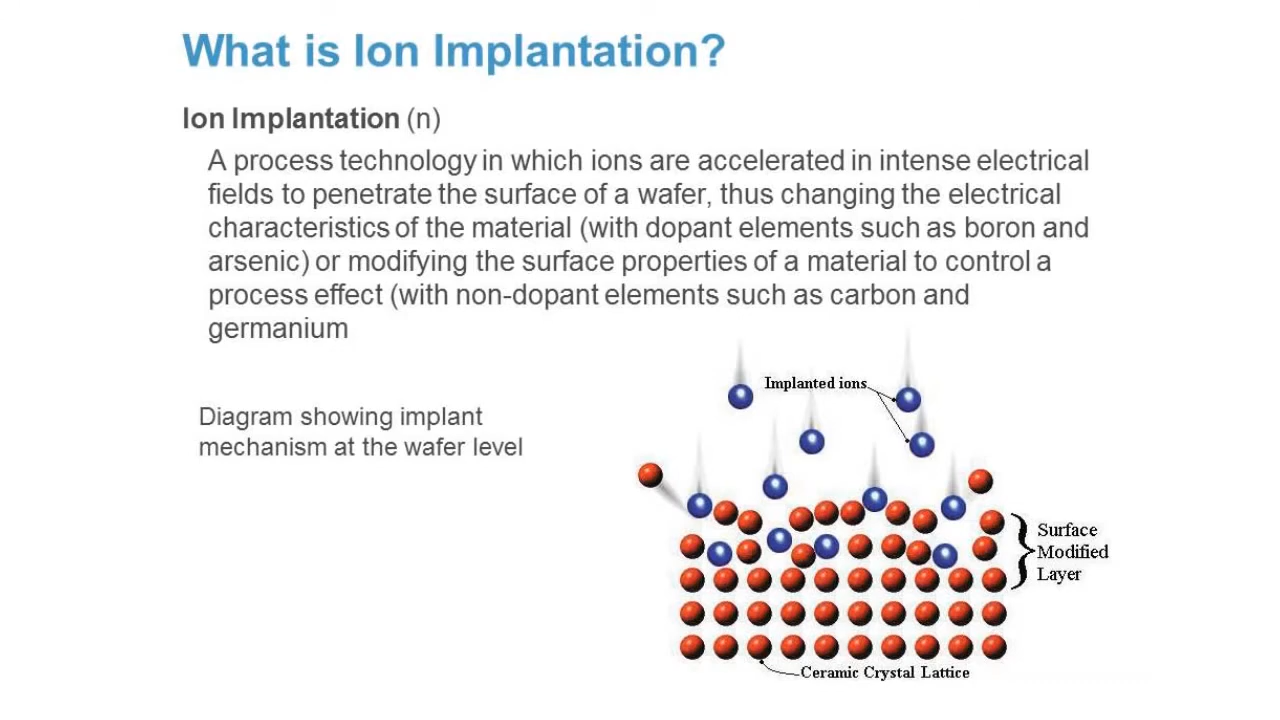 What is Ion Implantation?
Ion Implantation (n)
A process technology in which ions are accelerated in intense electrical
fields to penetrate the surface of a wafer, thus changing the electrical
characteristics of the material (with dopant elements such as boron and
arsenic) or modifying the surface properties of a material to control a
process effect (with non-dopant elements such as carbon and
germanium
Implanted ions
Diagram showing implant
mechanism at the wafer level
Surface
Modified
Layer
Ceramic Crystal Lattice